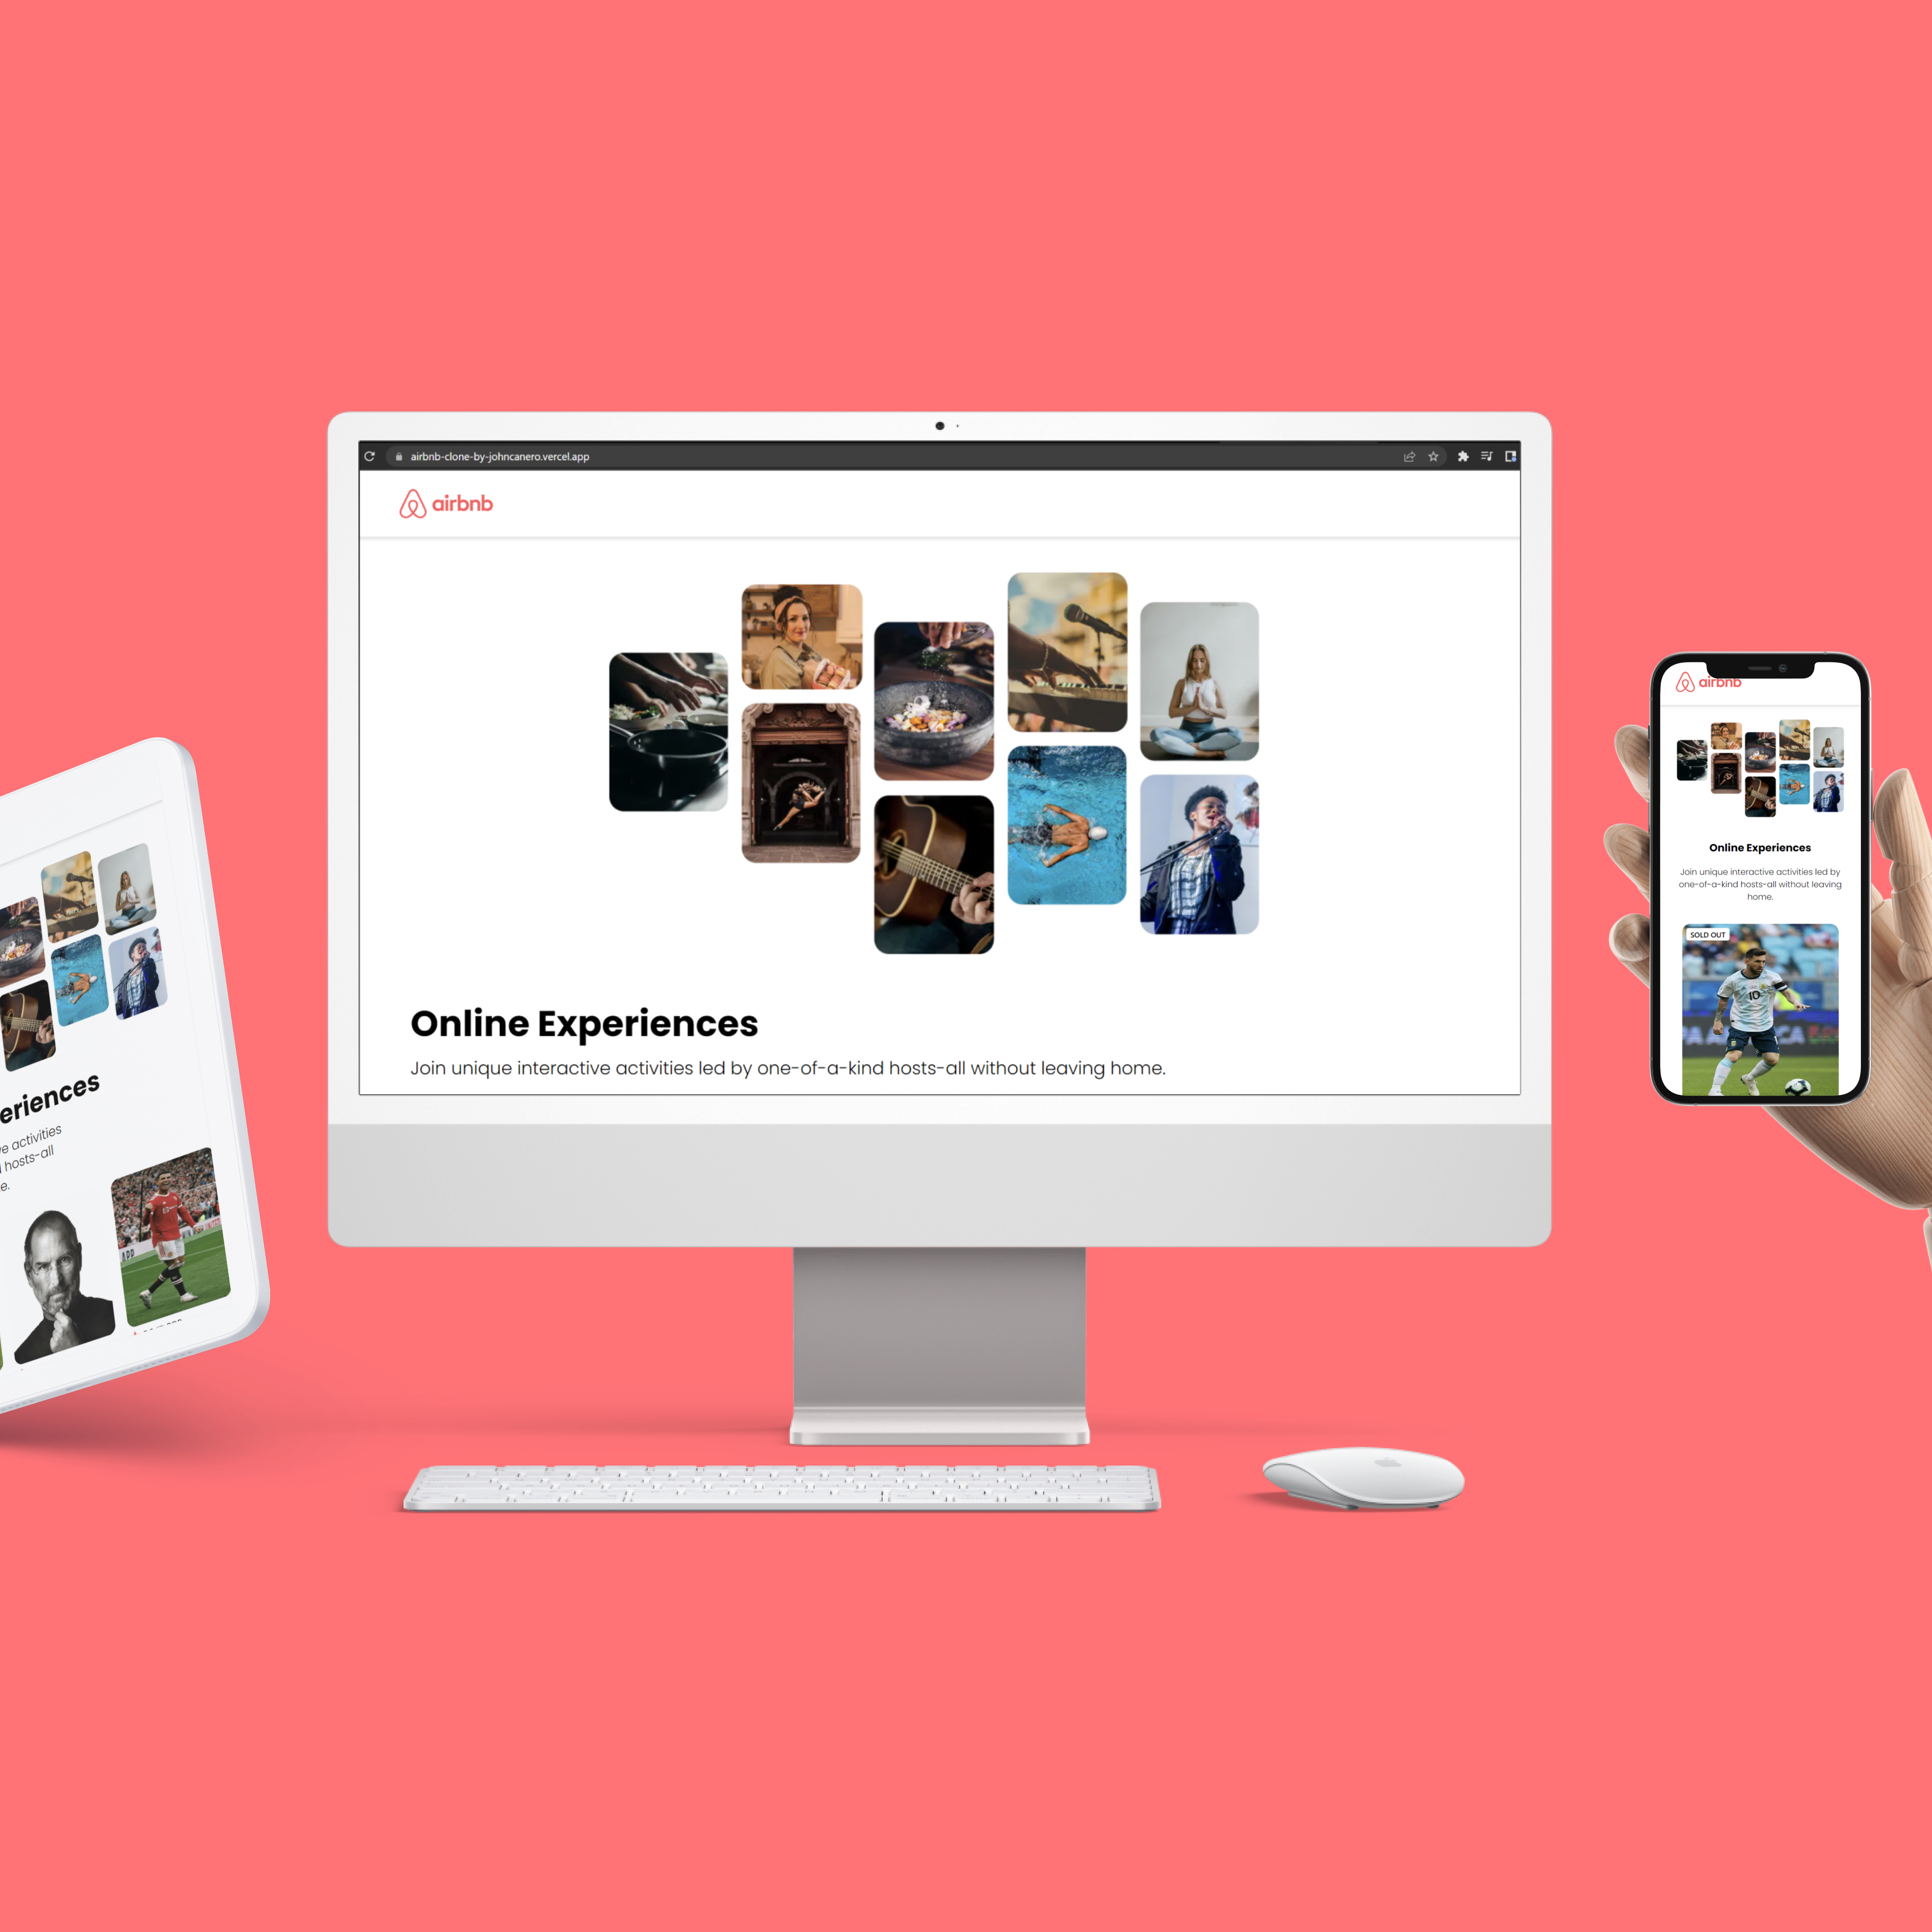 airbnb-clone-by-johncanero.vercel.app
airbnb
Online Experiences
Join unique interactive activities led by one-of-a-kind hosts-all without leaving home.
eriences
e activities
hosts-all
e.
APP
airbnb
Online Experiences
Join unique interactive activities led by
one-of-a-kind hosts-all without leaving
home.
SOLD OUT
10